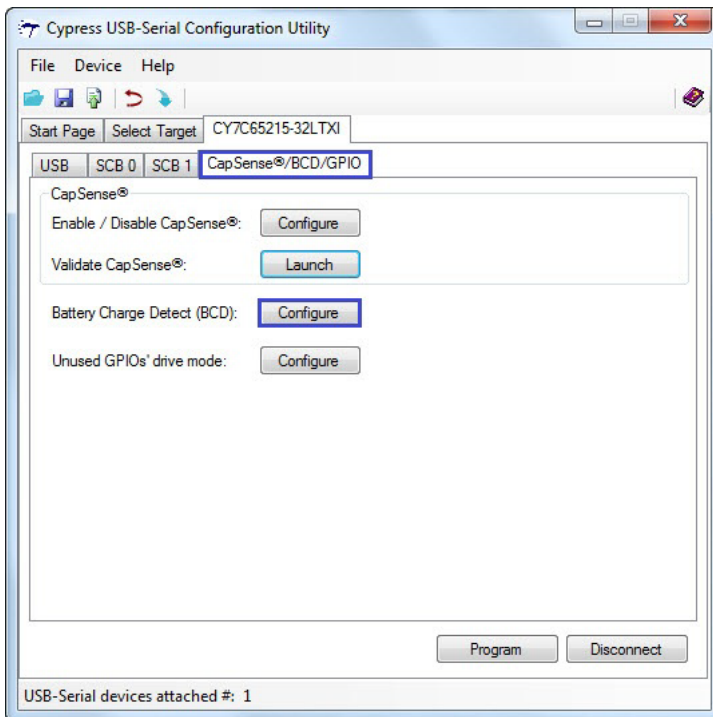 Cypress USB-Serial Configuration Utility
File Device Help
Start Page Select Target CY7C65215-32LTXI
USB SCB 0 SCB 1 CapSense®/BCD/GPIO
CapSense®
Enable / Disable CapSense®: Configure
Validate CapSense®: Launch
Battery Charge Detect (BCD): Configure
Unused GPIOs' drive mode: Configure
Program Disconnect
USB-Serial devices attached #: 1